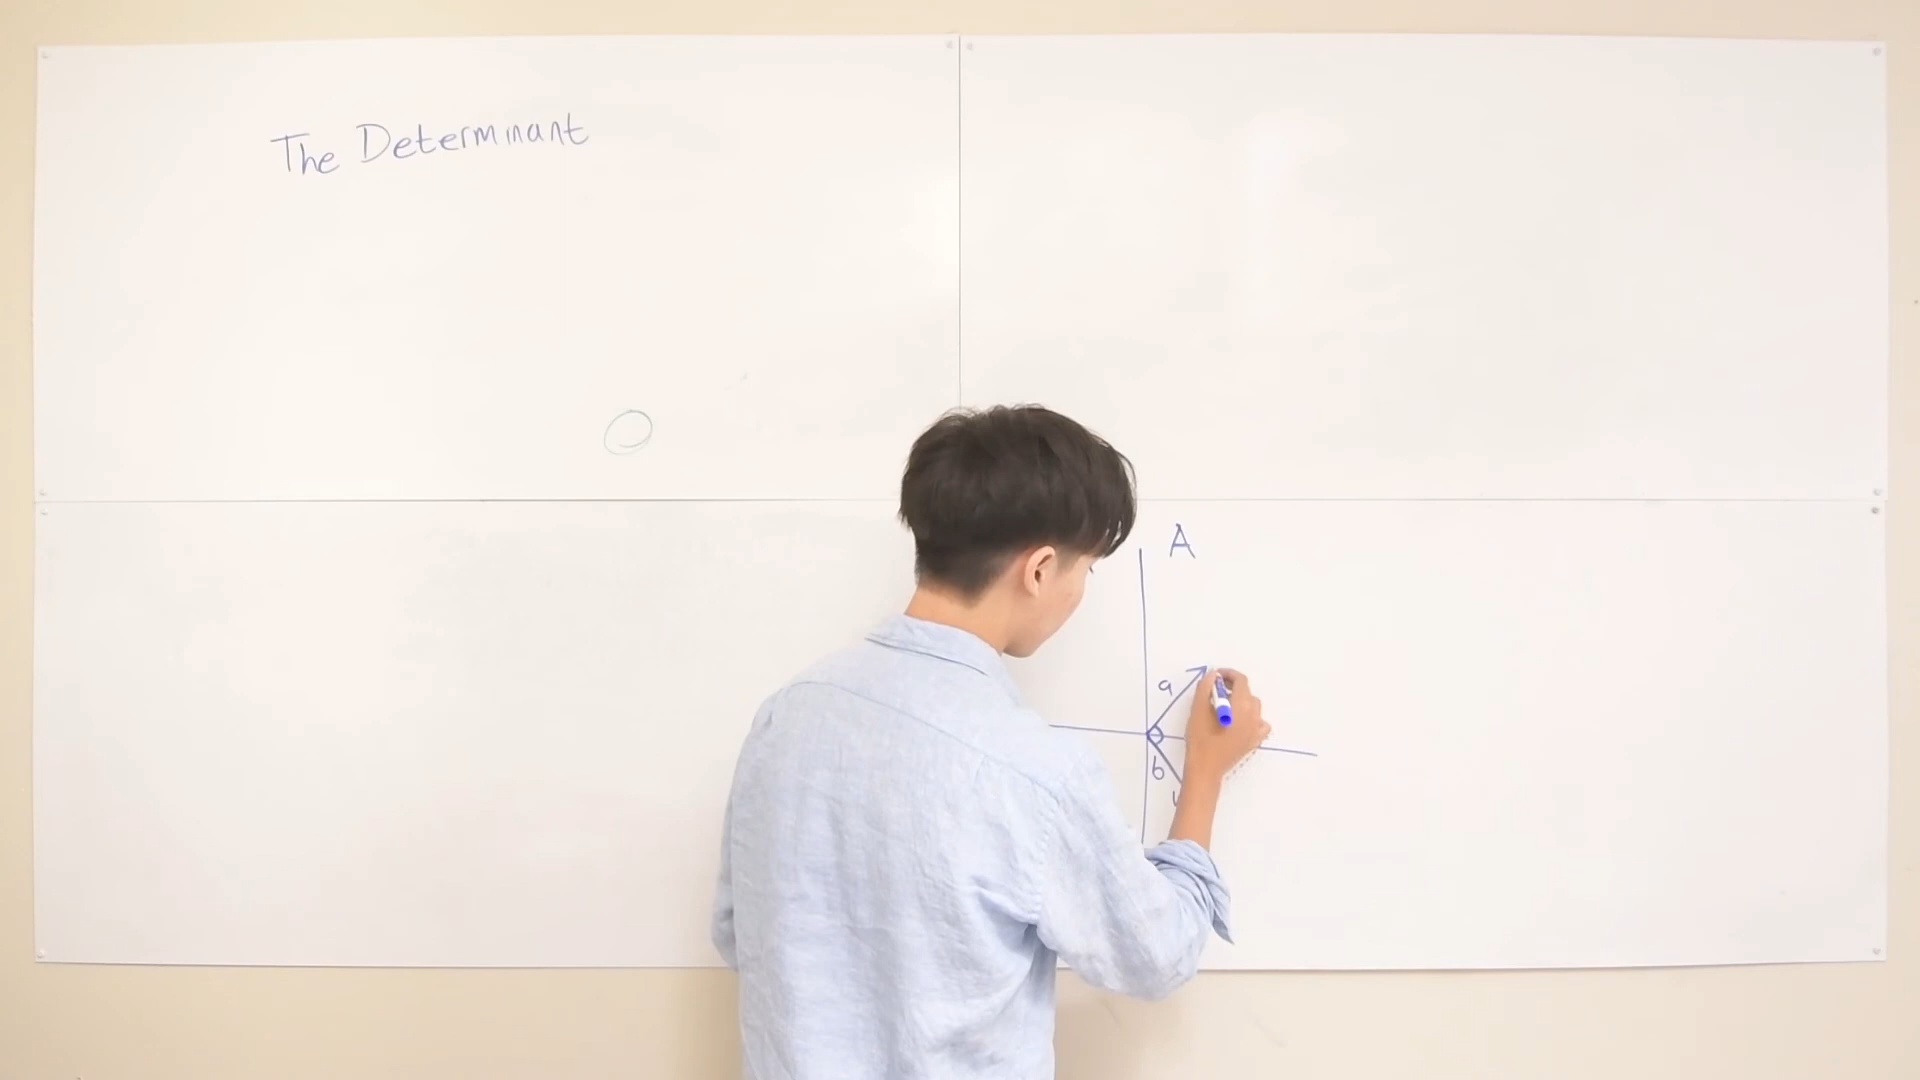 The Determinant
A
a
b